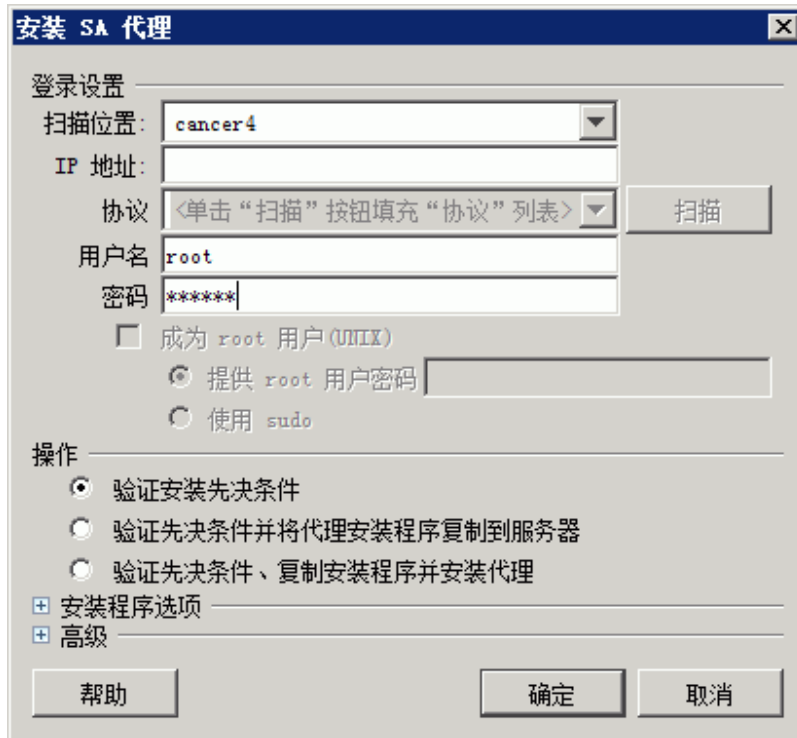 安装 SA 代理
登录设置
扫描位置: cancer4
IP 地址:
协议 <单击“扫描”按钮填充“协议”列表> 扫描
用户名 root
密码 ******
成为 root 用户(UNIX)
提供 root 用户密码
使用 sudo
操作
验证安装先决条件
验证先决条件并将代理安装程序复制到服务器
验证先决条件、复制安装程序并安装代理
安装程序选项
高级
帮助 确定 取消